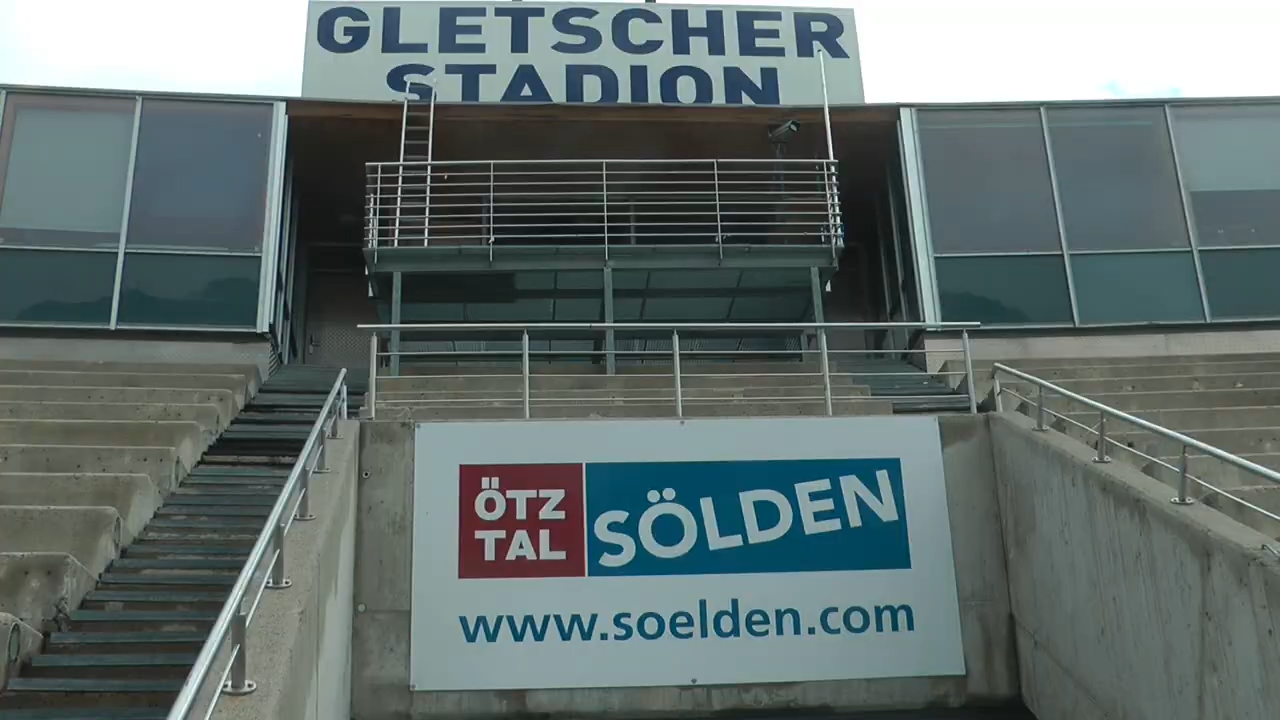 GLETSCHER
STADION
ÖTZ
TAL
SÖLDEN
www.soelden.com